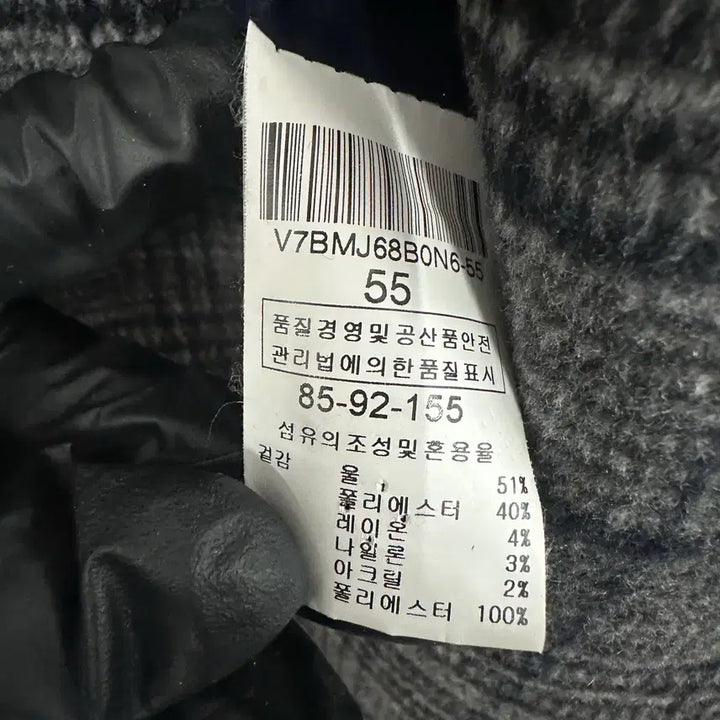 V7BMJ68B0N6-55
55
품질경영및 공산품안전
관리법에의한품질표시
85-92-155
섬유의조성및혼용율
겉감 울 51%
폴리에스터 40%
레이온 4%
나일론 3%
아크릴 2%
폴리에스터 100%